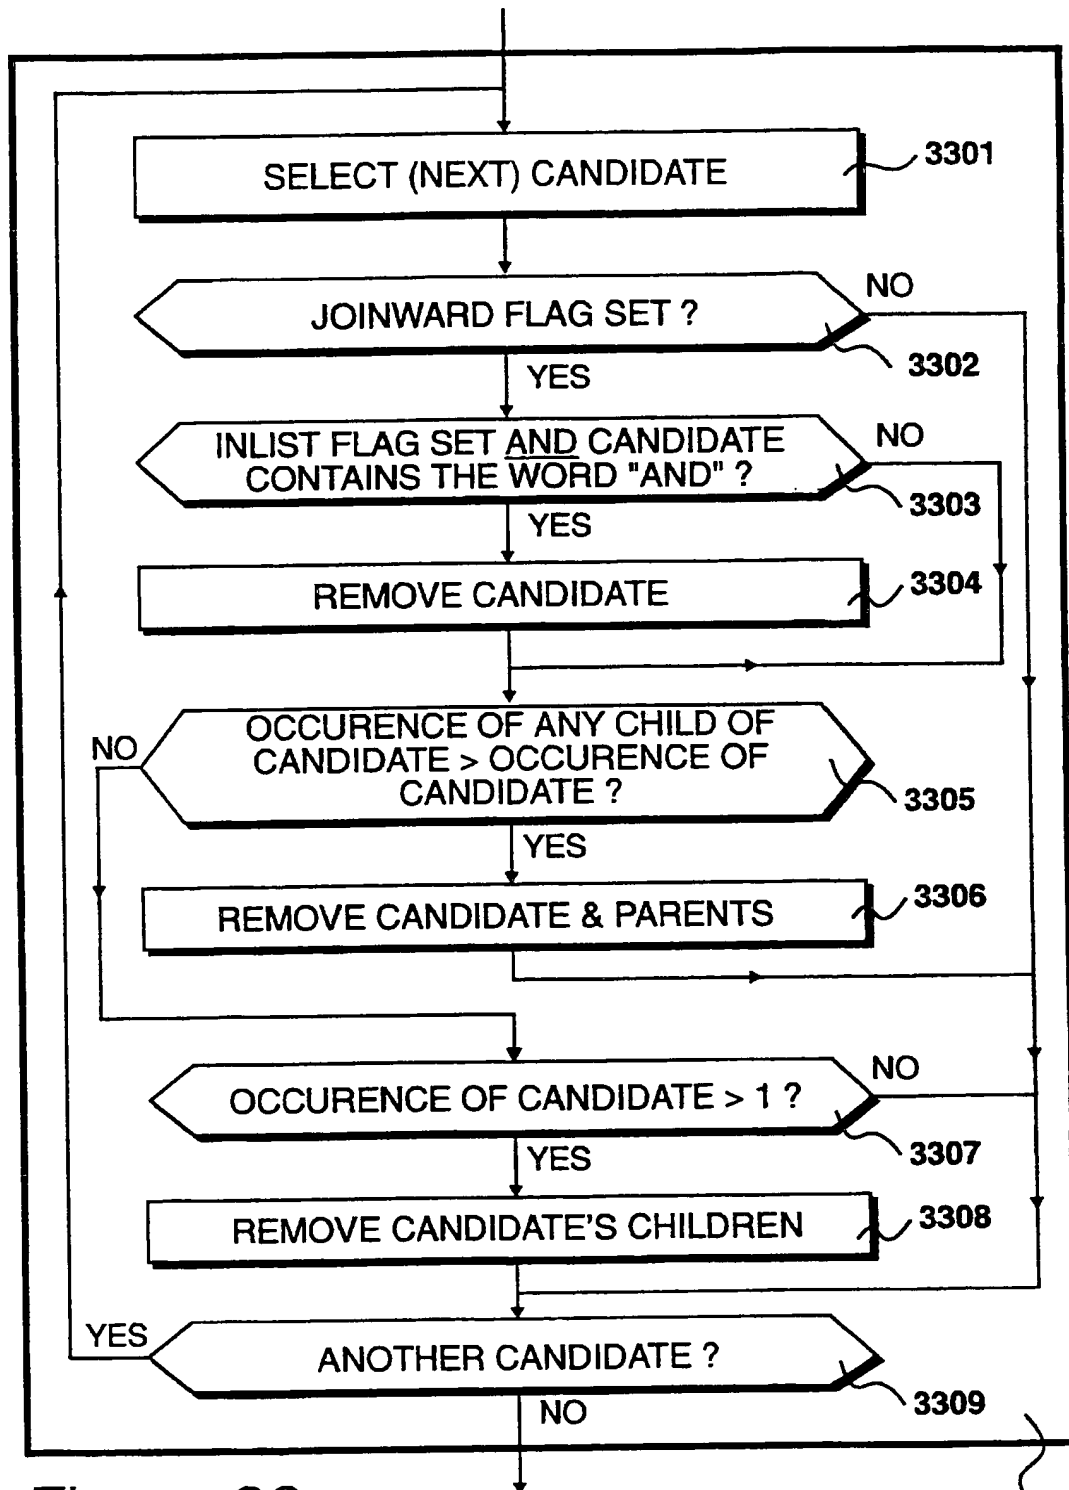 SELECT (NEXT) CANDIDATE
3301
JOINWARD FLAG SET ?
NO
3302
YES
INLIST FLAG SET AND CANDIDATE
CONTAINS THE WORD "AND" ?
NO
3303
YES
REMOVE CANDIDATE
3304
OCCURENCE OF ANY CHILD OF
CANDIDATE > OCCURENCE OF
CANDIDATE ?
NO
3305
YES
REMOVE CANDIDATE & PARENTS
3306
OCCURENCE OF CANDIDATE > 1 ?
NO
3307
YES
REMOVE CANDIDATE'S CHILDREN
3308
YES
ANOTHER CANDIDATE ?
3309
NO